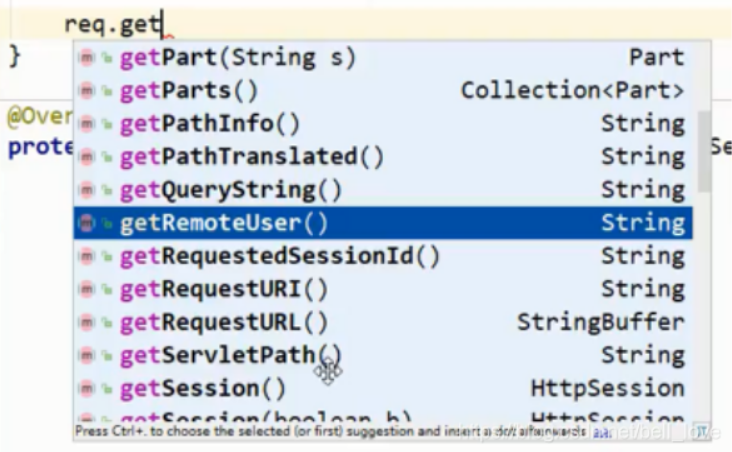 req.get
}
@Over
prote
Se
getPart(String s) Part
getParts() Collection<Part>
getPathInfo() String
getPathTranslated() String
getQueryString() String
getRemoteUser() String
getRequestedSessionId() String
getRequestURI() String
getRequestURL() StringBuffer
getServletPath() String
getSession() HttpSession
getSession(boolean b) HttpSession
Press Ctrl+. to choose the selected (or first) suggestion and insert a dot afterwards